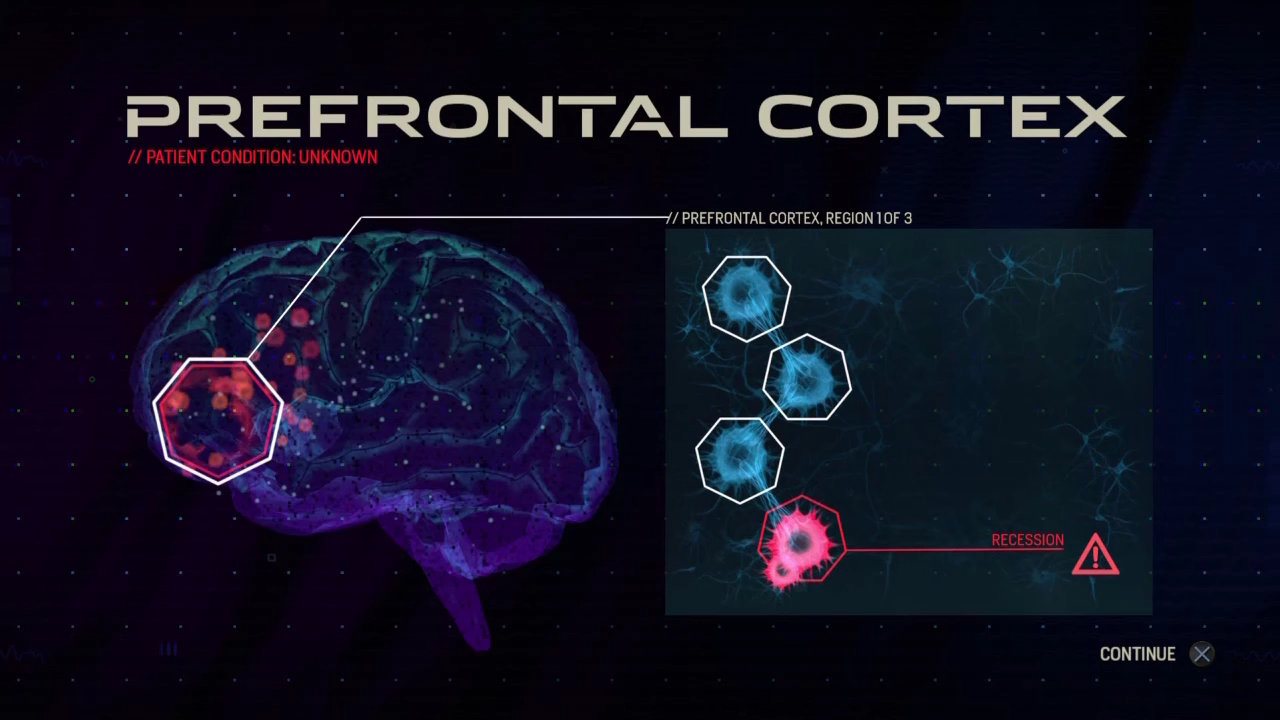 PREFRONTAL CORTEX
// PATIENT CONDITION: UNKNOWN
// PREFRONTAL CORTEX, REGION 1 OF 3
RECESSION
CONTINUE